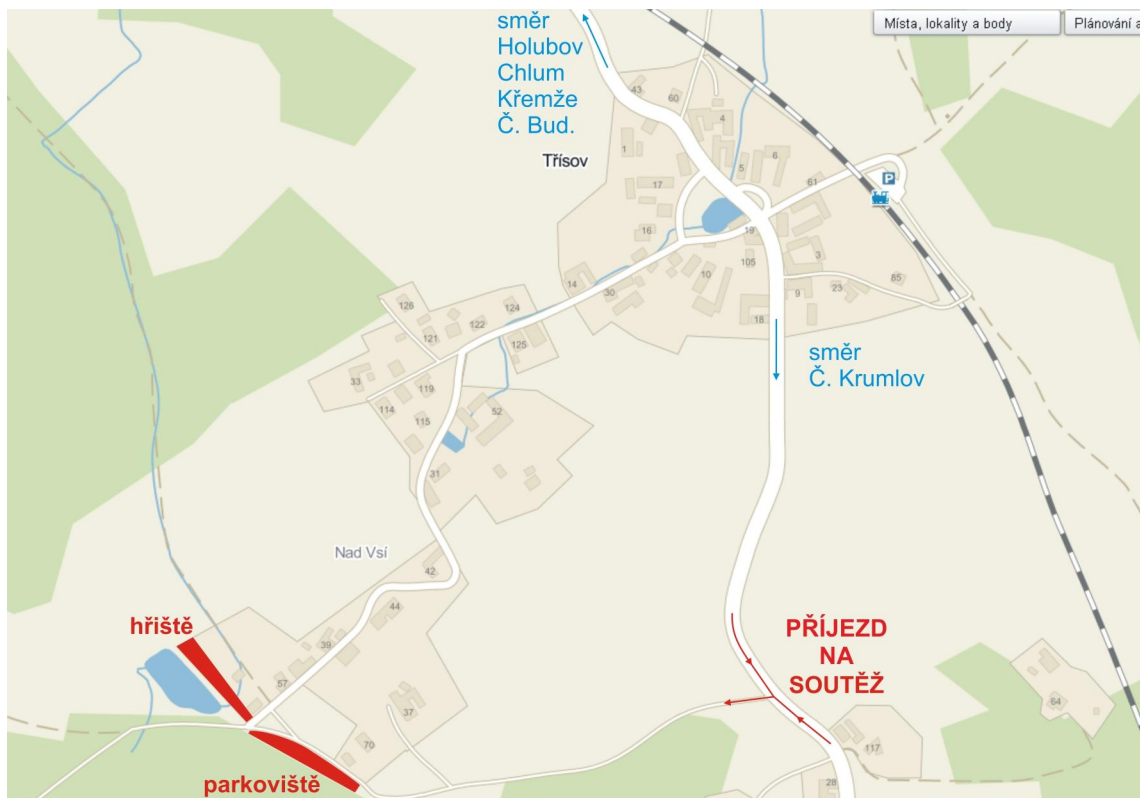 směr
Holubov
Chlum
Křemže
Č. Bud.
Místa, lokality a body
Plánování a
43
60
4
1
Třísov
6
5
17
61
P
16
19
3
105
10
14
30
9
23
85
18
126
124
122
121
125
směr
Č. Krumlov
33
119
114
52
115
31
Nad Vsí
42
44
hřiště
39
PŘÍJEZD
NA
SOUTĚŽ
57
37
64
70
117
28
parkoviště